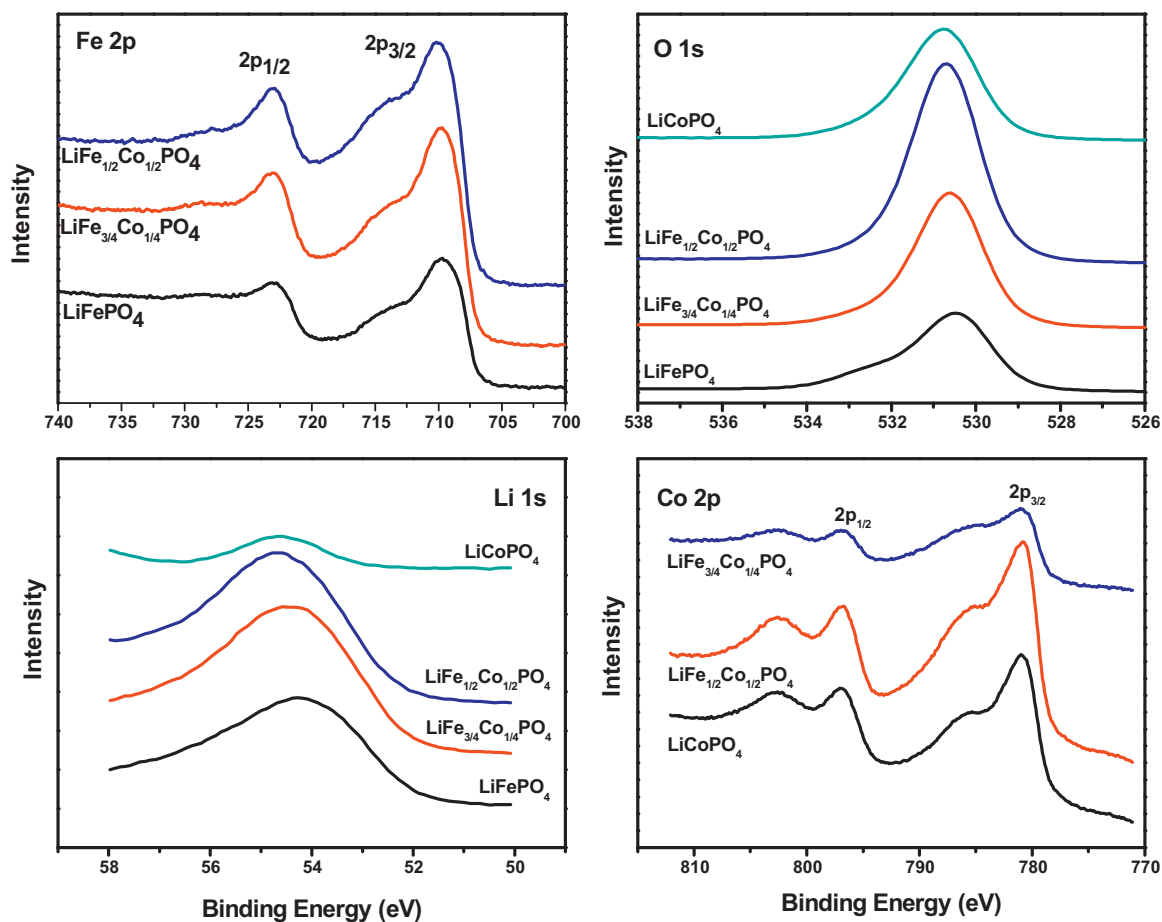 Fe 2p
2p1/2
2p3/2
LiFe1/2Co1/2PO4
LiFe3/4Co1/4PO4
LiFePO4
Intensity
740 735 730 725 720 715 710 705 700
O 1s
LiCoPO4
LiFe1/2Co1/2PO4
LiFe3/4Co1/4PO4
LiFePO4
Intensity
538 536 534 532 530 528 526
Li 1s
LiCoPO4
LiFe1/2Co1/2PO4
LiFe3/4Co1/4PO4
LiFePO4
Intensity
58 56 54 52 50
Binding Energy (eV)
Co 2p
2p1/2
2p3/2
LiFe3/4Co1/4PO4
LiFe1/2Co1/2PO4
LiCoPO4
Intensity
810 800 790 780 770
Binding Energy (eV)